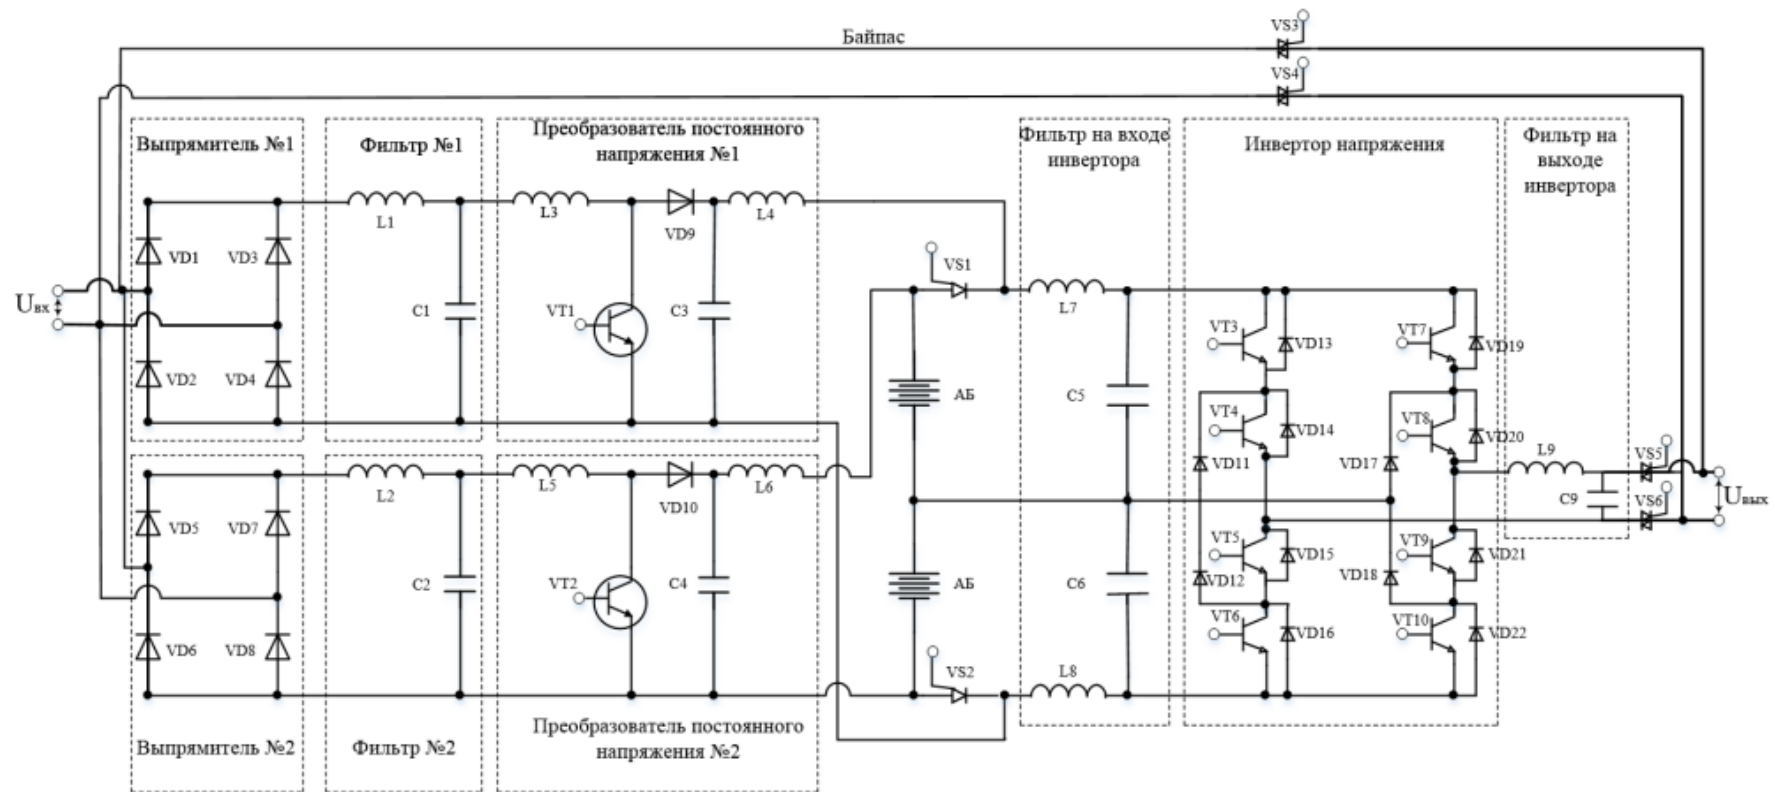 Байпас
VS3
VS4
Выпрямитель №1
Фильтр №1
Преобразователь постоянного
напряжения №1
Фильтр на входе
инвертора
Инвертор напряжения
Фильтр на
выходе
инвертора
L1
L3
VD9
L4
VD1
VD3
Uвх
C1
VT1
C3
VD2
VD4
VS1
L7
АБ
C5
VT3
VD13
VT7
VD19
VT4
VD14
VT8
VD20
VD11
VD17
L9
VS5
C9
VS6
Uвых
L2
L5
VD10
L6
VD5
VD7
C2
VT2
C4
VD6
VD8
АБ
C6
VT5
VD15
VT9
VD21
VD12
VD18
VT6
VD16
VT10
VD22
VS2
L8
Выпрямитель №2
Фильтр №2
Преобразователь постоянного
напряжения №2